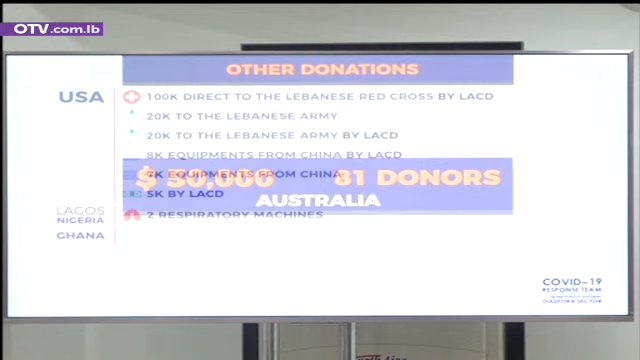 OTV.com.lb
OTHER DONATIONS
USA
100K DIRECT TO THE LEBANESE RED CROSS BY LACD
20K TO THE LEBANESE ARMY
20K TO THE LEBANESE ARMY BY LACD
8K EQUIPMENTS FROM CHINA BY LACD
7K EQUIPMENTS FROM CHINA
$ 50,000 81 DONORS
5K BY LACD
AUSTRALIA
LAGOS
NIGERIA
2 RESPIRATORY MACHINES
GHANA
COVID-19
RESPONSE TEAM
DIASPORA SECTOR